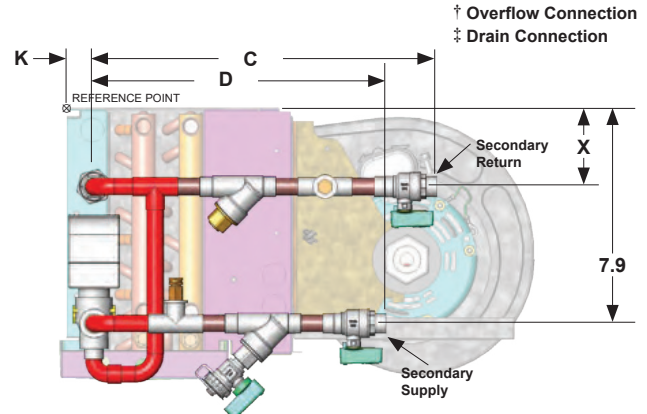 † Overflow Connection
‡ Drain Connection
K
C
D
REFERENCE POINT
X
Secondary
Return
7.9
Secondary
Supply